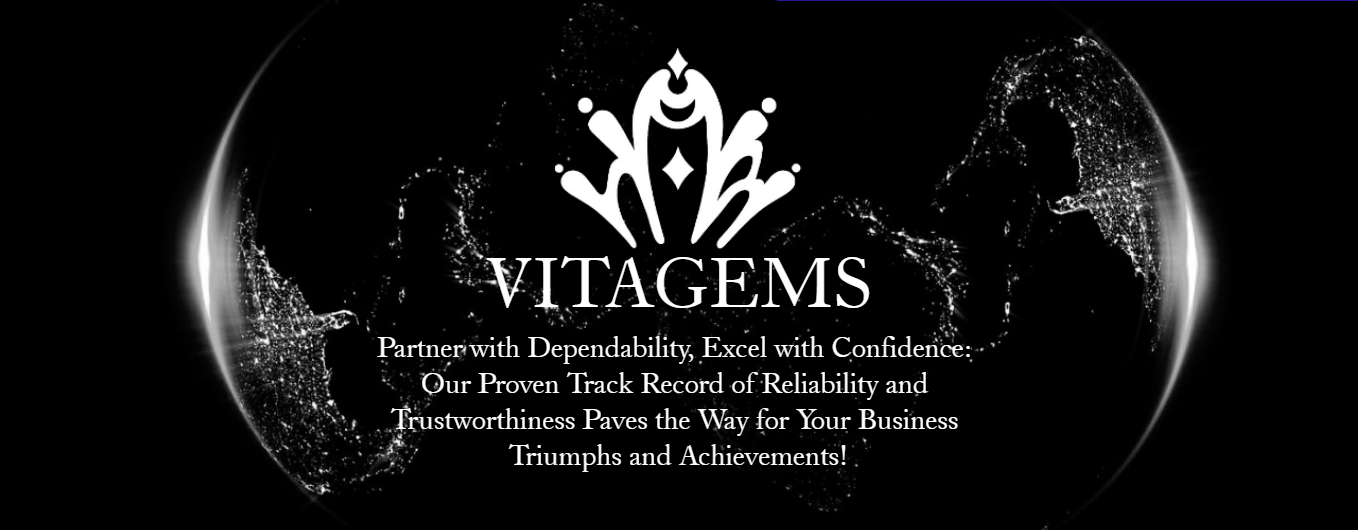 VITAGEMS
Partner with Dependability, Excel with Confidence:
Our Proven Track Record of Reliability and
Trustworthiness Paves the Way for Your Business
Triumphs and Achievements!